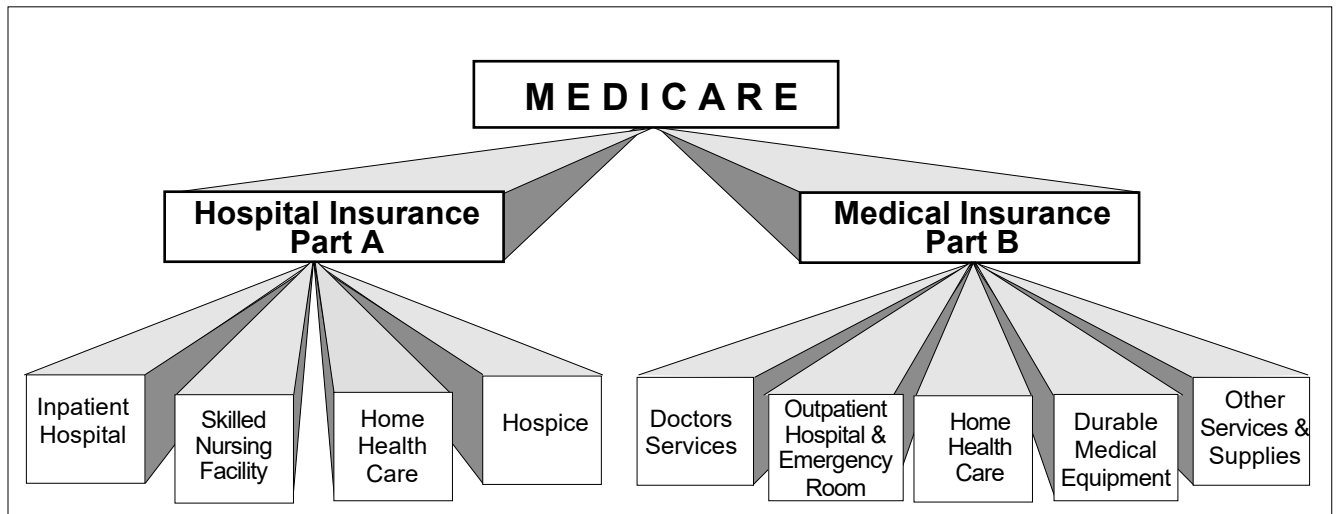 M E D I C A R E
Hospital Insurance
Part A
Medical Insurance
Part B
Inpatient
Hospital
Skilled
Nursing
Facility
Home
Health
Care
Hospice
Doctors
Services
Outpatient
Hospital &
Emergency
Room
Home
Health
Care
Durable
Medical
Equipment
Other
Services &
Supplies